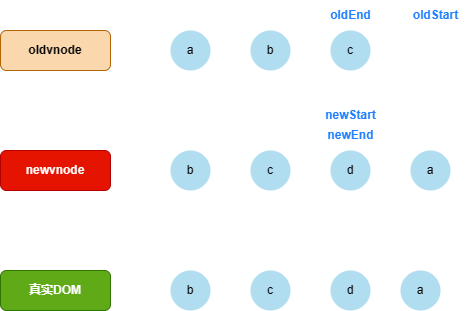 oldEnd oldStart
oldvnode a b c
newStart
newEnd
newvnode b c d a
真实DOM b c d a